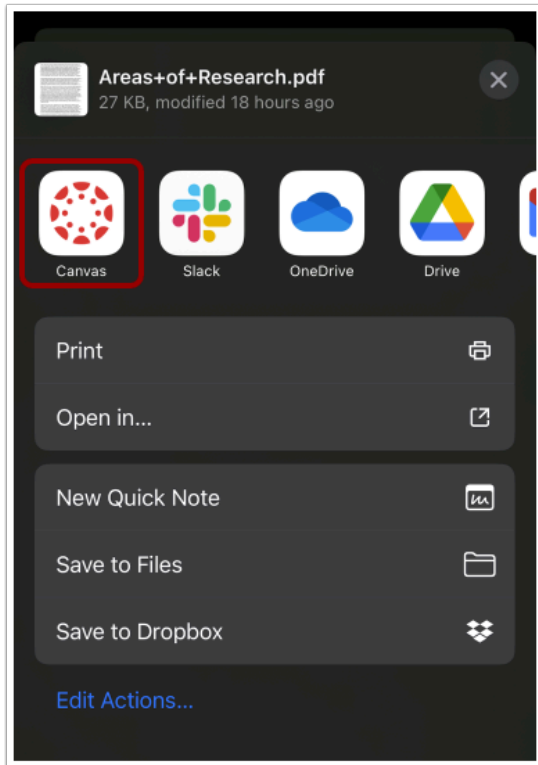 Areas+of+Research.pdf
27 KB, modified 18 hours ago
Canvas Slack OneDrive Drive
Print
Open in...
New Quick Note
Save to Files
Save to Dropbox
Edit Actions...